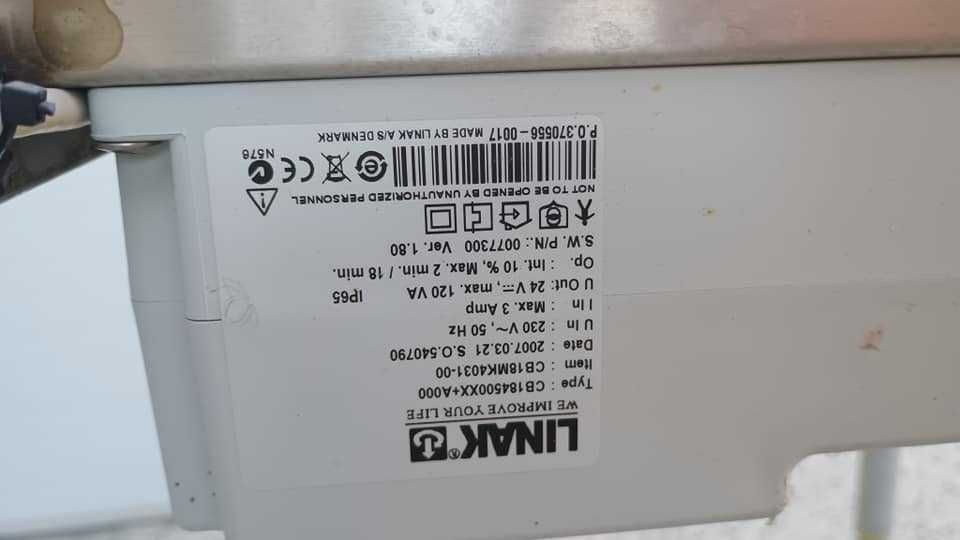 LINAK®
WE IMPROVE YOUR LIFE
Type : CB184500XX+A000
Item : CB18MK4031-00
Date : 2007.03.21 S.O.540790
U In : 230 V~, 50 Hz
I In : Max. 3 Amp
U Out: 24 V⎓, max. 120 VA IP65
Op. : Int. 10 %, Max. 2 min. / 18 min.
S.W. P/N:: 0077300 Ver. 1.80
NOT TO BE OPENED BY UNAUTHORIZED PERSONNEL
N576
P.O.370556-0017 MADE BY LINAK A/S DENMARK